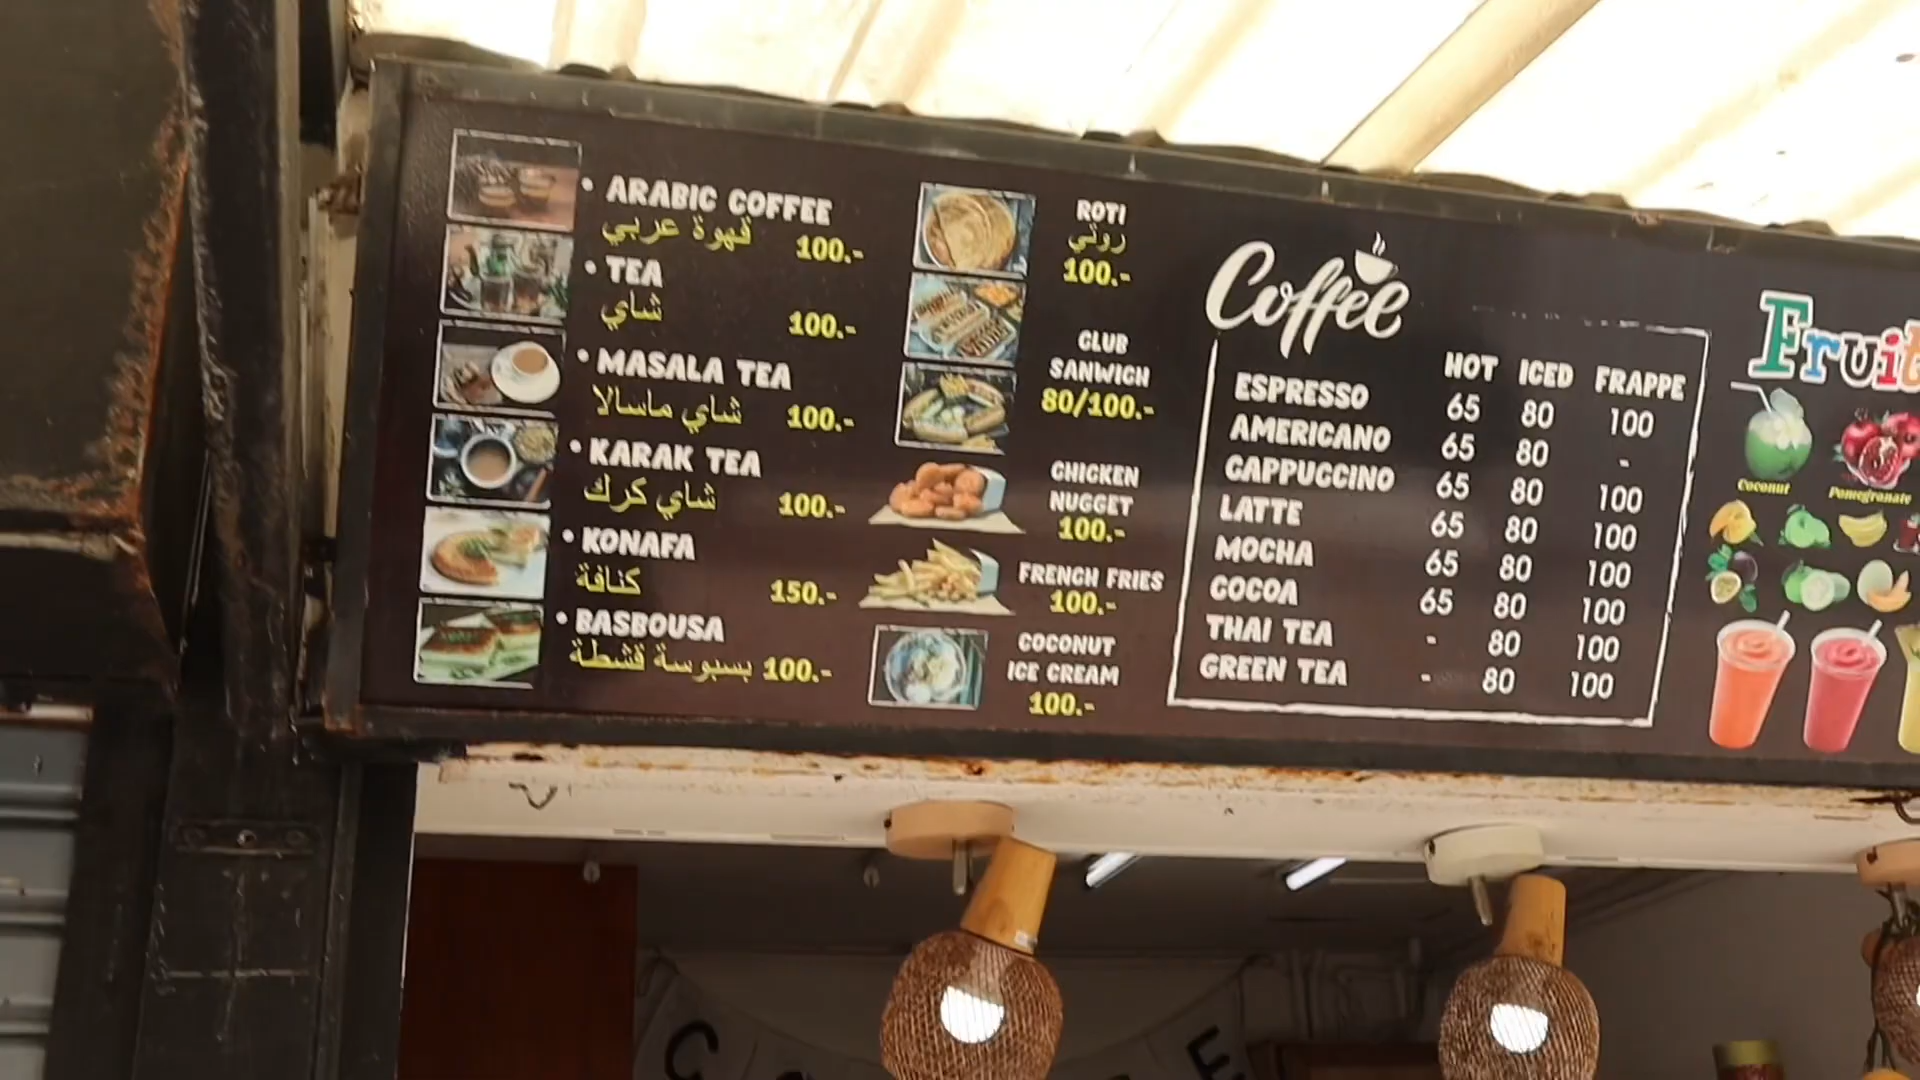 • ARABIC COFFEE
قهوة عربي 100.-
• TEA
شاي 100.-
• MASALA TEA
شاي ماسالا 100.-
• KARAK TEA
شاي كرك 100.-
• KONAFA
كنافة 150.-
• BASBOUSA
بسبوسة قشطة 100.-
ROTI
روتي
100.-
CLUB
SANWICH
80/100.-
CHICKEN
NUGGET
100.-
FRENCH FRIES
100.-
COCONUT
ICE CREAM
100.-
Coffee
HOT ICED FRAPPE
ESPRESSO 65 80 100
AMERICANO 65 80 -
CAPPUCCINO 65 80 100
LATTE 65 80 100
MOCHA 65 80 100
COCOA 65 80 100
THAI TEA - 80 100
GREEN TEA - 80 100
Fruit
Coconut Pomegranate